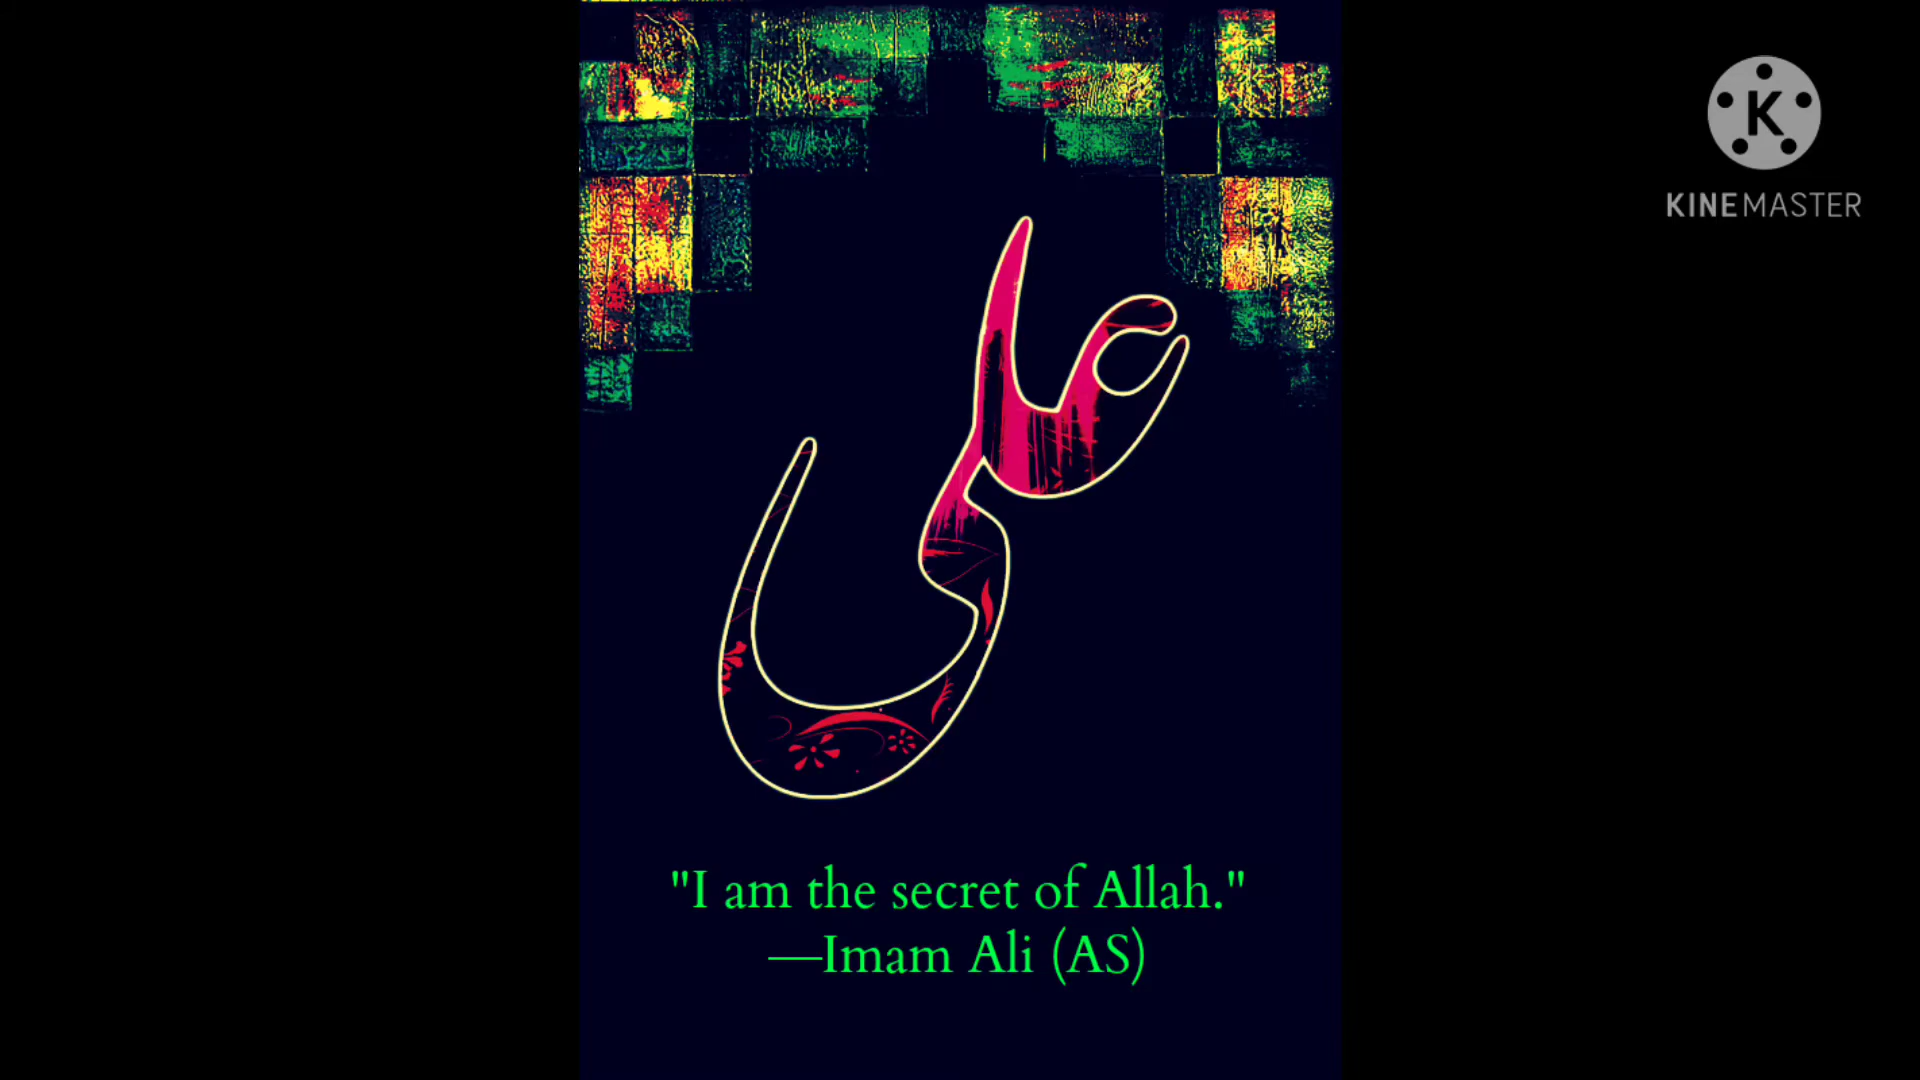 K
KINEMASTER
علی
"I am the secret of Allah."
—Imam Ali (AS)